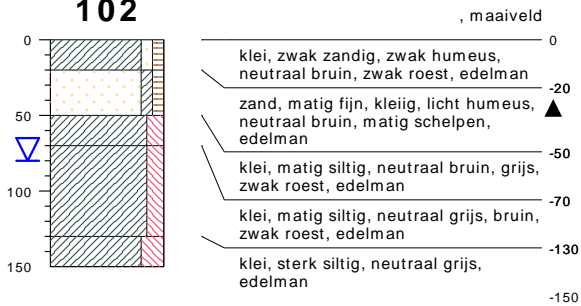 102
, maaiveld
0
0
klei, zwak zandig, zwak humeus,
neutraal bruin, zwak roest, edelman
-20
zand, matig fijn, kleiig, licht humeus,
neutraal bruin, matig schelpen,
edelman
50
-50
klei, matig siltig, neutraal bruin, grijs,
zwak roest, edelman
-70
100
klei, matig siltig, neutraal grijs, bruin,
zwak roest, edelman
-130
150
klei, sterk siltig, neutraal grijs,
edelman
-150